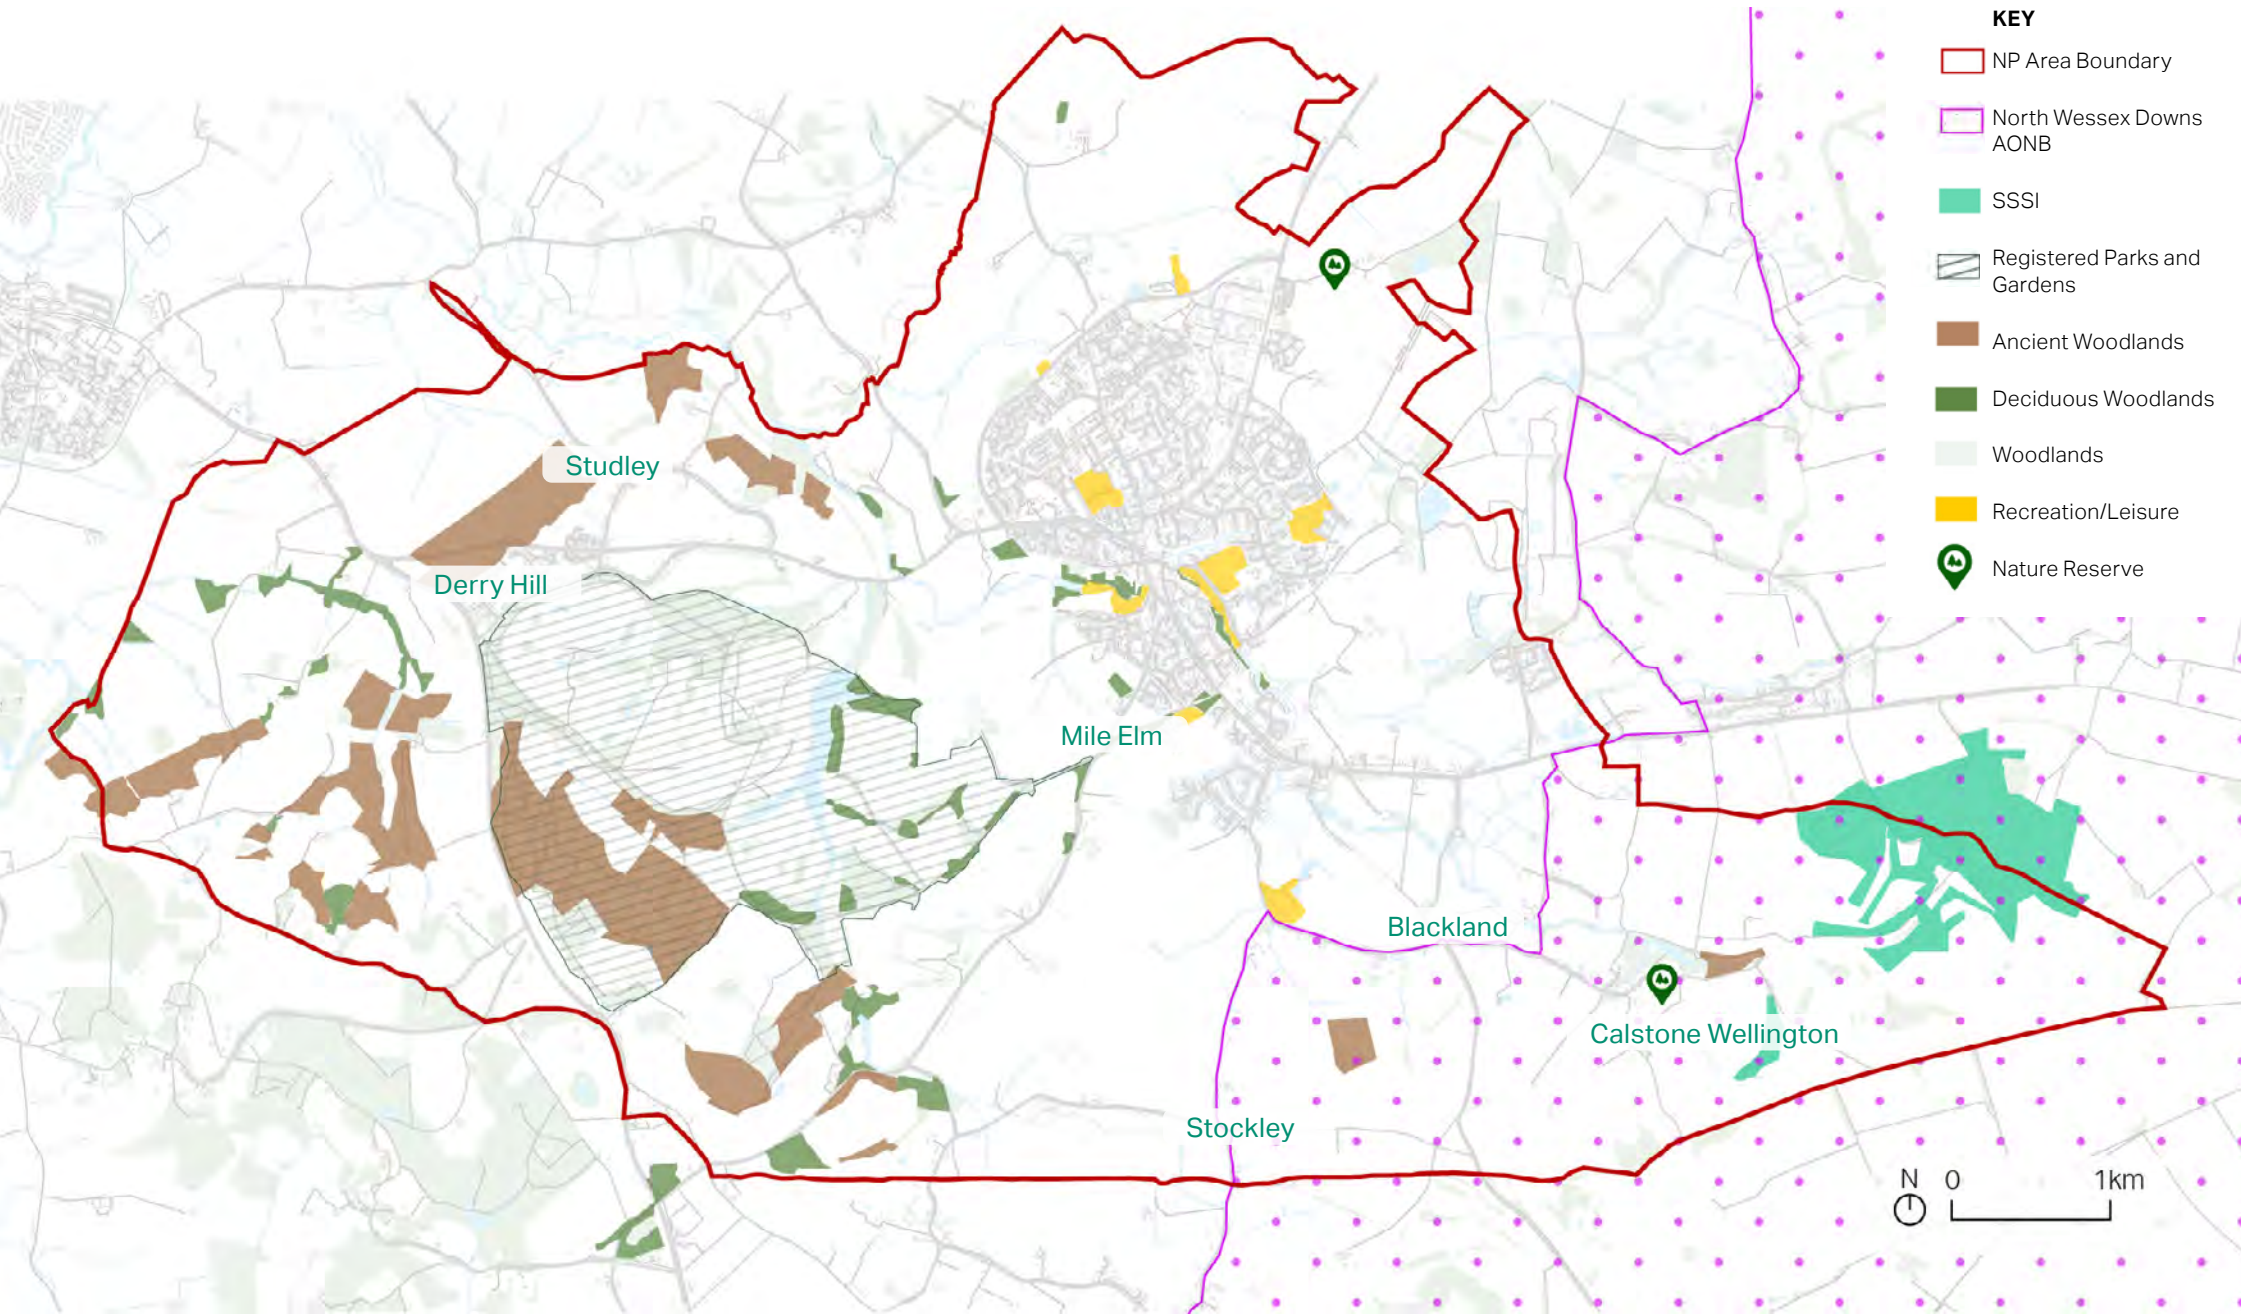 KEY
NP Area Boundary
North Wessex Downs
AONB
SSSI
Registered Parks and
Gardens
Ancient Woodlands
Deciduous Woodlands
Woodlands
Recreation/Leisure
Nature Reserve
Studley
Derry Hill
Mile Elm
Blackland
Calstone Wellington
Stockley
N 0 1km